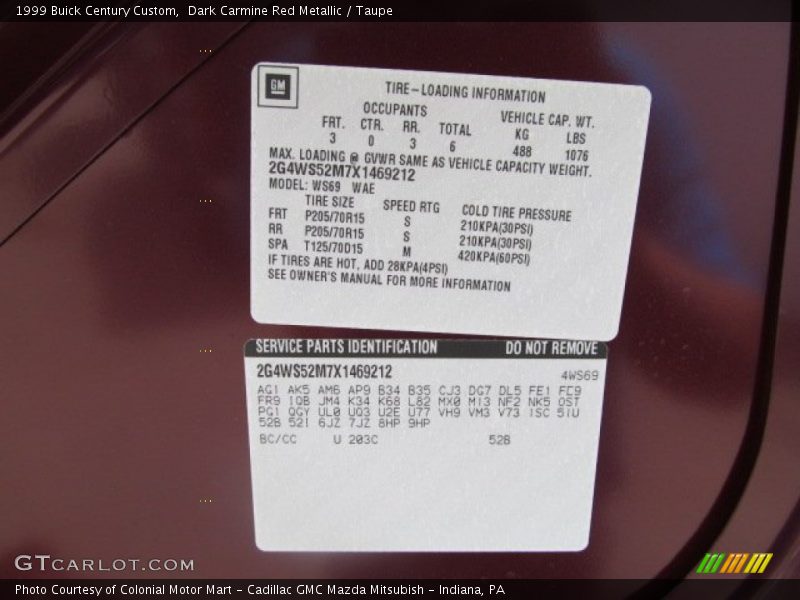 1999 Buick Century Custom,  Dark Carmine Red Metallic / Taupe
GM
TIRE-LOADING INFORMATION
OCCUPANTS VEHICLE CAP. WT.
FRT. CTR. RR. TOTAL KG LBS
3 0 3 6 488 1076
MAX. LOADING @ GVWR SAME AS VEHICLE CAPACITY WEIGHT.
2G4WS52M7X1469212
MODEL: WS69 WAE
TIRE SIZE SPEED RTG COLD TIRE PRESSURE
FRT P205/70R15 S 210KPA(30PSI)
RR P205/70R15 S 210KPA(30PSI)
SPA T125/70D15 M 420KPA(60PSI)
IF TIRES ARE HOT, ADD 28KPA(4PSI)
SEE OWNER'S MANUAL FOR MORE INFORMATION
SERVICE PARTS IDENTIFICATION DO NOT REMOVE
2G4WS52M7X1469212 4WS69
AG1 AK5 AM6 AP9 B34 B35 CJ3 DG7 DL5 FE1 FE9
FR9 IQB JM4 K34 K68 L82 MX0 M13 NF2 NK5 OST
PG1 QGY UL0 UQ3 U2E U77 VH9 VM3 V73 1SC 51U
52B 52I 6JZ 7JZ 8HP 9HP
BC/CC U 203C 52B
GTCARLOT.COM
Photo Courtesy of Colonial Motor Mart - Cadillac GMC Mazda Mitsubish - Indiana, PA